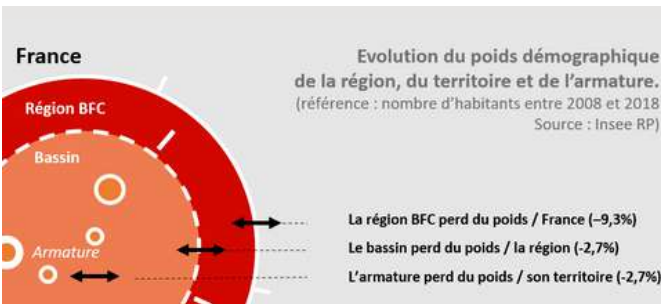 France
Evolution du poids démographique
de la région, du territoire et de l'armature.
(référence : nombre d'habitants entre 2008 et 2018
Source : Insee RP)
Région BFC
Bassin
Armature
La région BFC perd du poids / France (–9,3%)
Le bassin perd du poids / la région (-2,7%)
L'armature perd du poids / son territoire (-2,7%)